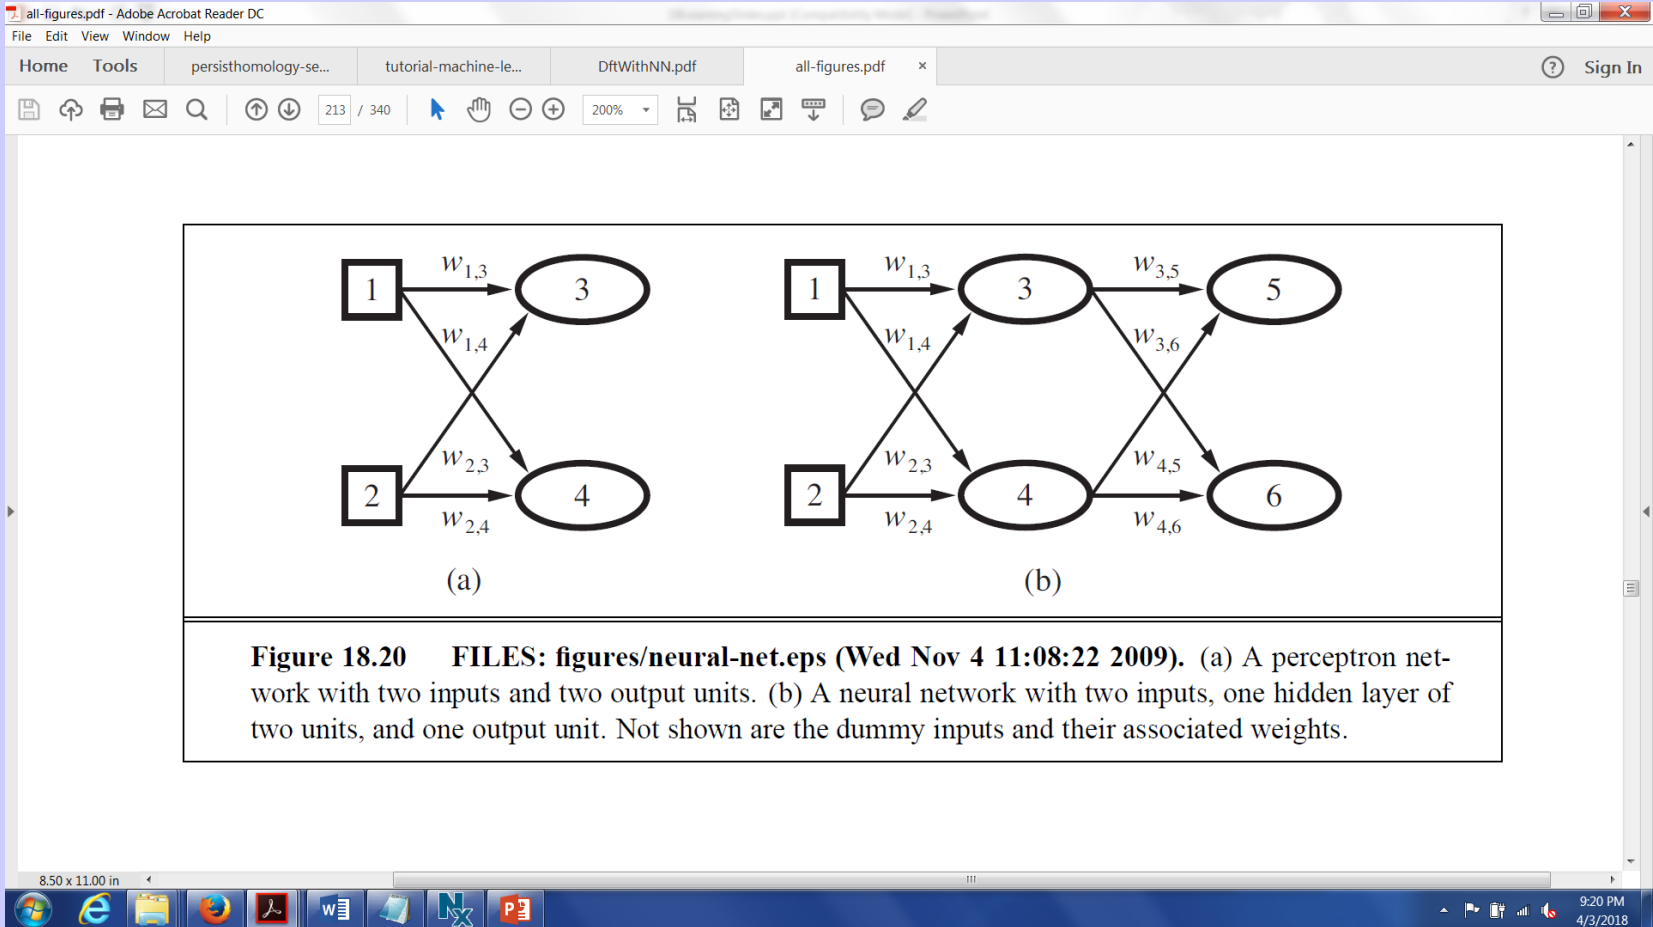 all-figures.pdf - Adobe Acrobat Reader DC
File Edit View Window Help
Home Tools persisthomology-se... tutorial-machine-le... DftWithNN.pdf all-figures.pdf × ? Sign In
213 / 340 200%
w1,3 w1,3 w3,5
1 3 1 3 5
w1,4 w1,4 w3,6
w2,3 w2,3 w4,5
2 4 2 4 6
w2,4 w2,4 w4,6
(a) (b)
Figure 18.20 FILES: figures/neural-net.eps (Wed Nov 4 11:08:22 2009). (a) A perceptron net-
work with two inputs and two output units. (b) A neural network with two inputs, one hidden layer of
two units, and one output unit. Not shown are the dummy inputs and their associated weights.
8.50 x 11.00 in
9:20 PM
4/3/2018